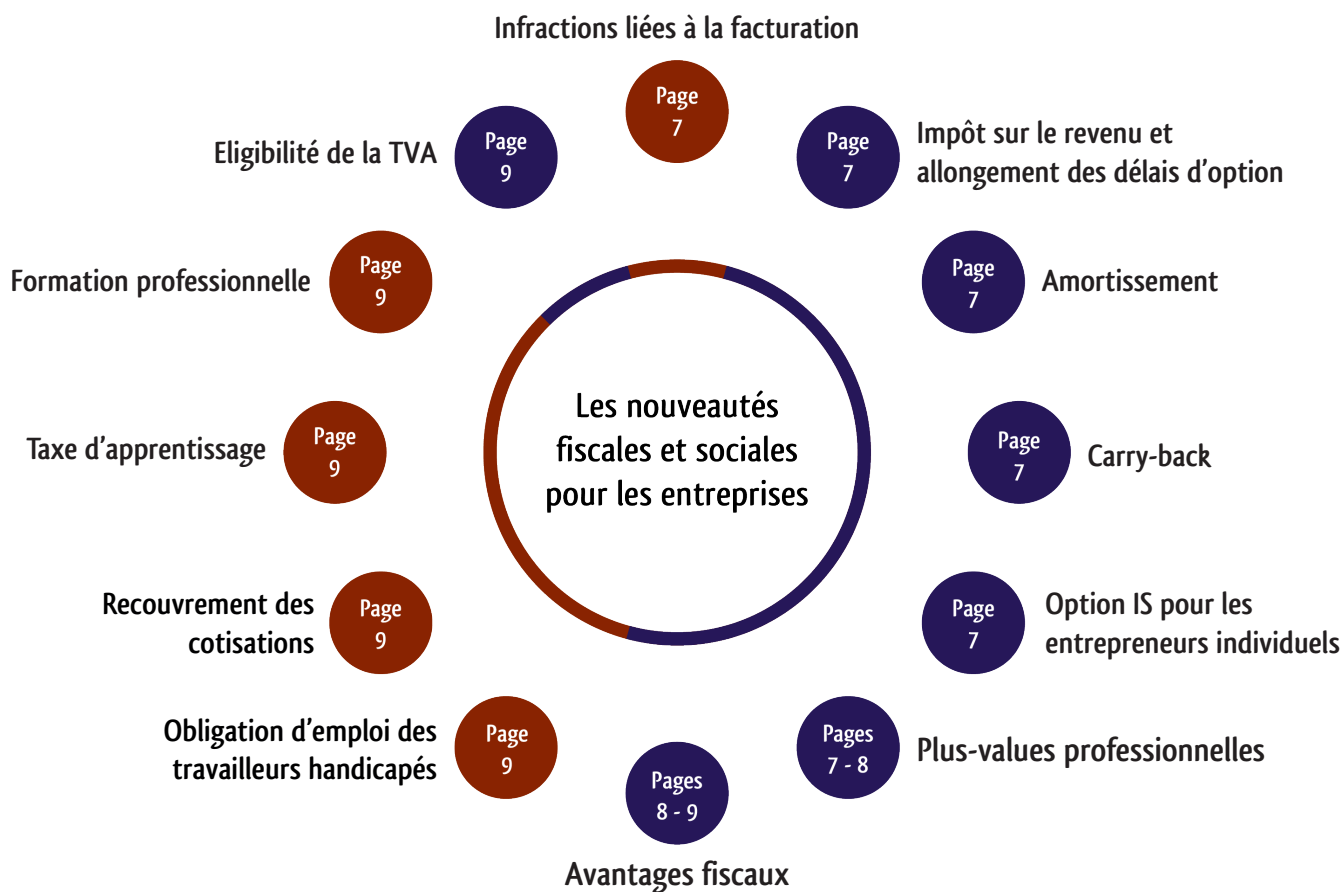 Infractions liées à la facturation
Page
7
Impôt sur le revenu et
allongement des délais d'option
Page
7
Amortissement
Page
7
Carry-back
Page
7
Option IS pour les
entrepreneurs individuels
Page
7
Plus-values professionnelles
Pages
7 - 8
Avantages fiscaux
Pages
8 - 9
Obligation d'emploi des
travailleurs handicapés
Page
9
Recouvrement des
cotisations
Page
9
Taxe d'apprentissage
Page
9
Formation professionnelle
Page
9
Eligibilité de la TVA
Page
9
Les nouveautés
fiscales et sociales
pour les entreprises